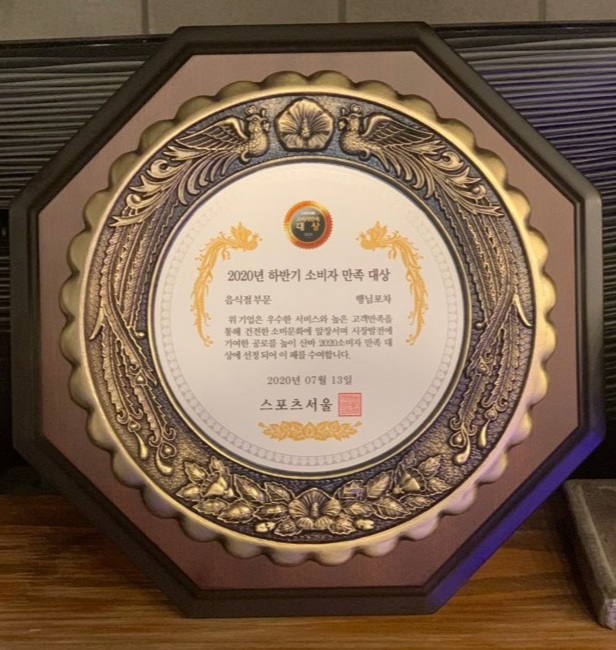 대상
2020년 하반기 소비자 만족 대상
음식점부문 행님포차
위 기업은 우수한 서비스와 높은 고객만족을
통해 건전한 소비문화에 앞장서며 시장발전에
기여한 공로를 높이 산바 2020소비자 만족 대
상에 선정되어 이 패를 수여합니다.
2020년 07월 13일
스포츠서울